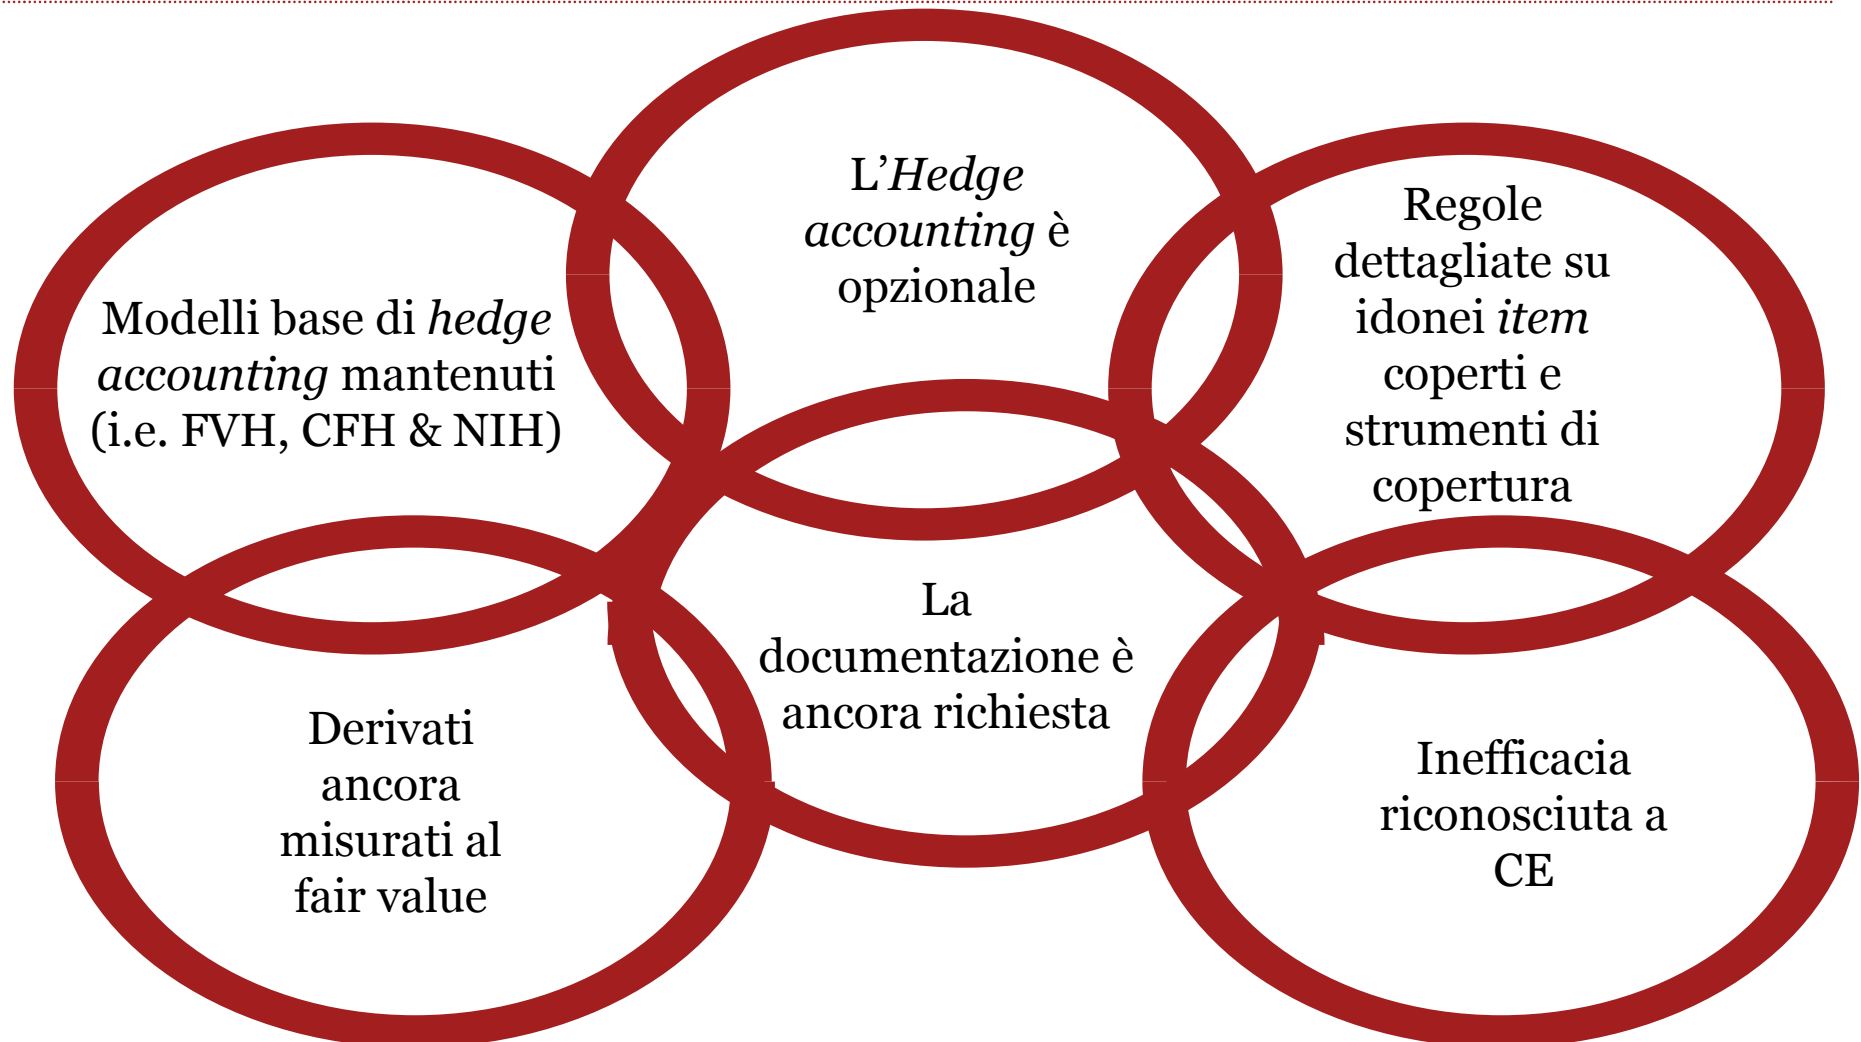 Modelli base di hedge
accounting mantenuti
(i.e. FVH, CFH & NIH)
L’Hedge
accounting è
opzionale
Regole
dettagliate su
idonei item
coperti e
strumenti di
copertura
Derivati
ancora
misurati al
fair value
La
documentazione è
ancora richiesta
Inefficacia
riconosciuta a
CE